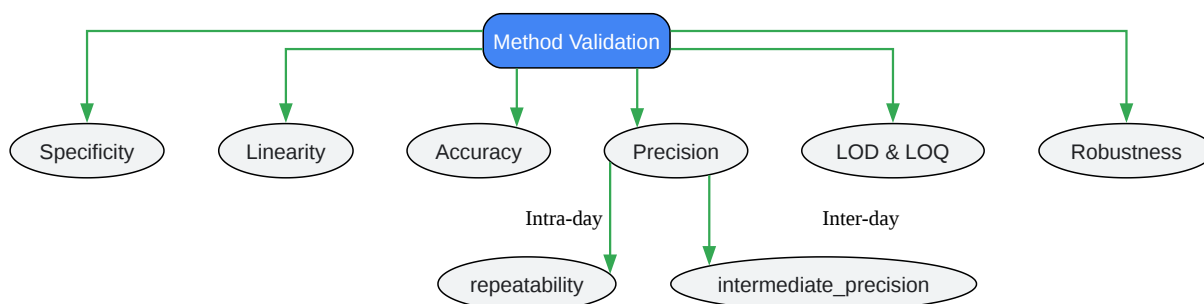 Method Validation
Specificity
Linearity
Accuracy
Precision
LOD & LOQ
Robustness
Intra-day
Inter-day
repeatability
intermediate_precision